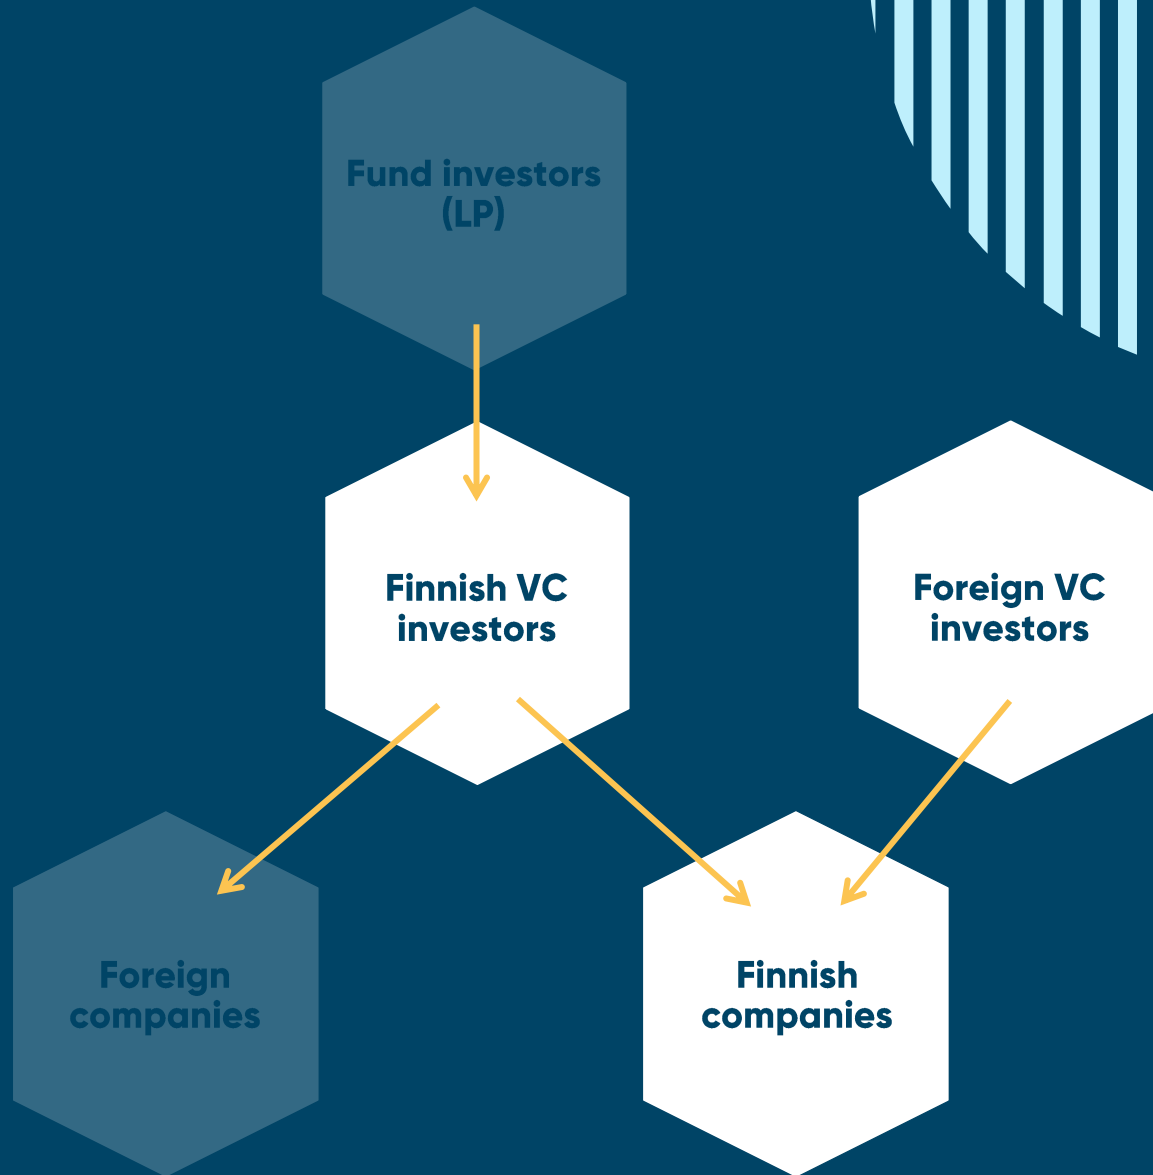 Fund investors
(LP)
Finnish VC
investors
Foreign VC
investors
Foreign
companies
Finnish
companies